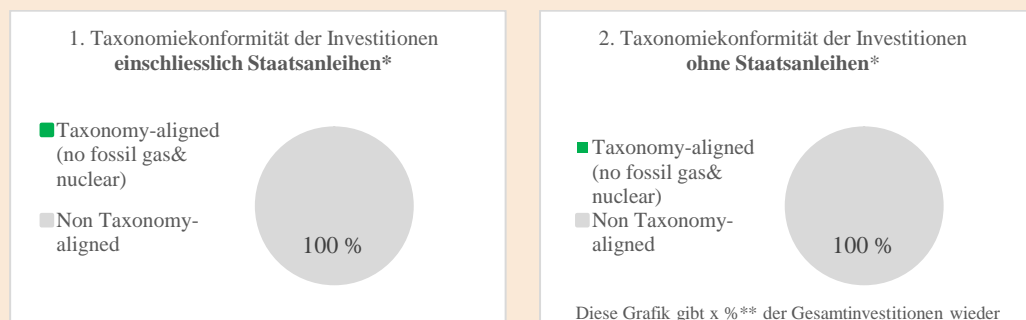 1. Taxonomiekonformität der Investitionen
einschliesslich Staatsanleihen*
Taxonomy-aligned
(no fossil gas&
nuclear)
Non Taxonomy-
aligned
100 %
2. Taxonomiekonformität der Investitionen
ohne Staatsanleihen*
Taxonomy-aligned
(no fossil gas&
nuclear)
Non Taxonomy-
aligned
100 %
Diese Grafik gibt x %** der Gesamtinvestitionen wieder